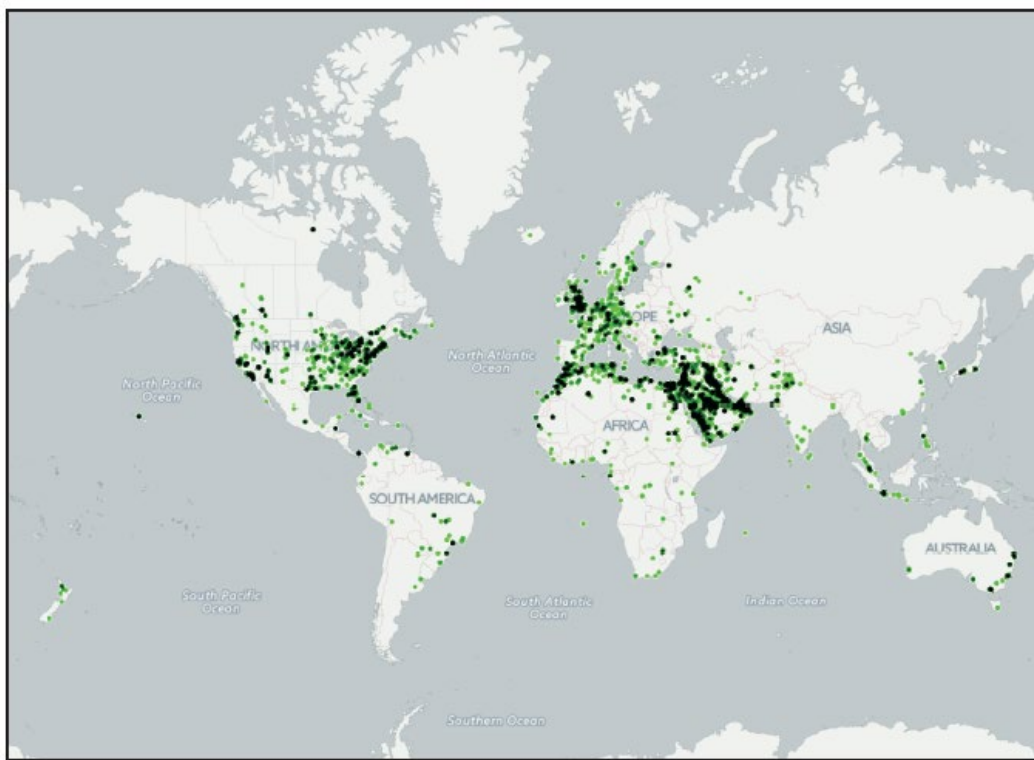 North Atlantic
Ocean
ASIA
North Pacific
Ocean
AFRICA
SOUTH AMERICA
AUSTRALIA
South Pacific
Ocean
South Atlantic
Ocean
Indian Ocean
Southern Ocean